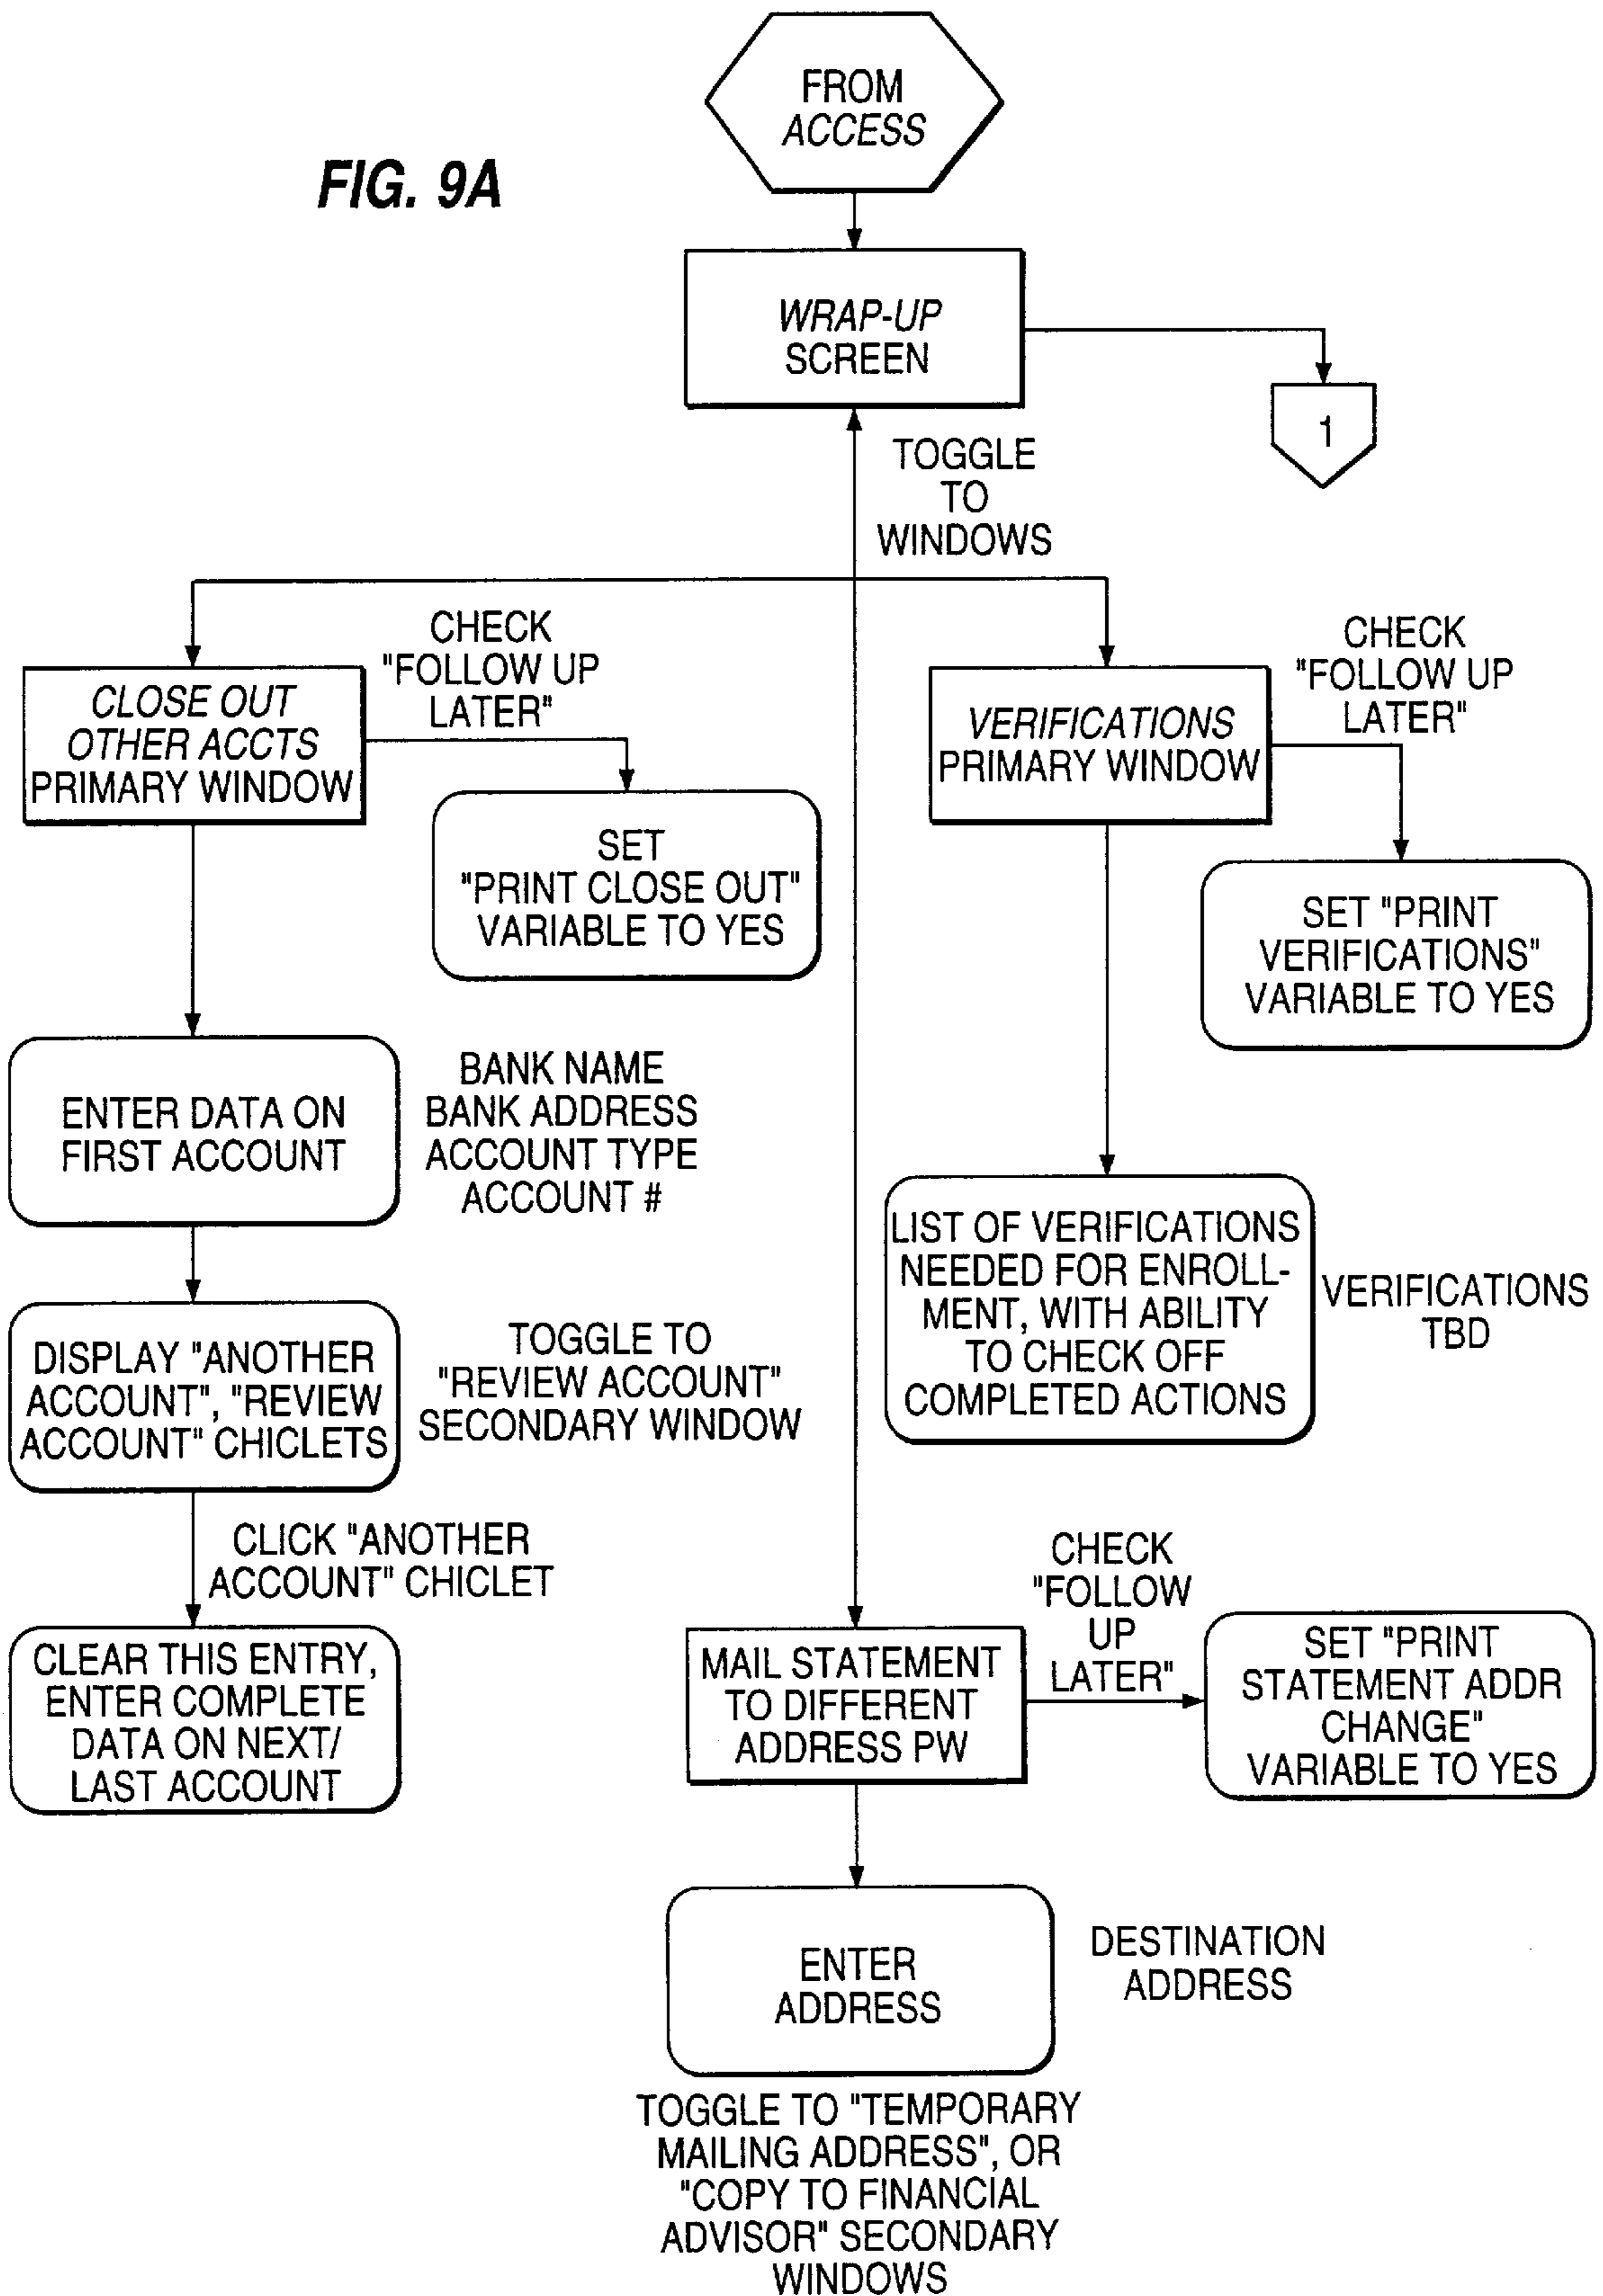 FROM
ACCESS
FIG. 9A
WRAP-UP
SCREEN
1
TOGGLE
TO
WINDOWS
CHECK
"FOLLOW UP
LATER"
CLOSE OUT
OTHER ACCTS
PRIMARY WINDOW
SET
"PRINT CLOSE OUT"
VARIABLE TO YES
CHECK
"FOLLOW UP
LATER"
VERIFICATIONS
PRIMARY WINDOW
SET "PRINT
VERIFICATIONS"
VARIABLE TO YES
ENTER DATA ON
FIRST ACCOUNT
BANK NAME
BANK ADDRESS
ACCOUNT TYPE
ACCOUNT #
LIST OF VERIFICATIONS
NEEDED FOR ENROLL-
MENT, WITH ABILITY
TO CHECK OFF
COMPLETED ACTIONS
VERIFICATIONS
TBD
DISPLAY "ANOTHER
ACCOUNT", "REVIEW
ACCOUNT" CHICLETS
TOGGLE TO
"REVIEW ACCOUNT"
SECONDARY WINDOW
CLICK "ANOTHER
ACCOUNT" CHICLET
CLEAR THIS ENTRY,
ENTER COMPLETE
DATA ON NEXT/
LAST ACCOUNT
MAIL STATEMENT
TO DIFFERENT
ADDRESS PW
CHECK
"FOLLOW
UP
LATER"
SET "PRINT
STATEMENT ADDR
CHANGE"
VARIABLE TO YES
ENTER
ADDRESS
DESTINATION
ADDRESS
TOGGLE TO "TEMPORARY
MAILING ADDRESS", OR
"COPY TO FINANCIAL
ADVISOR" SECONDARY
WINDOWS